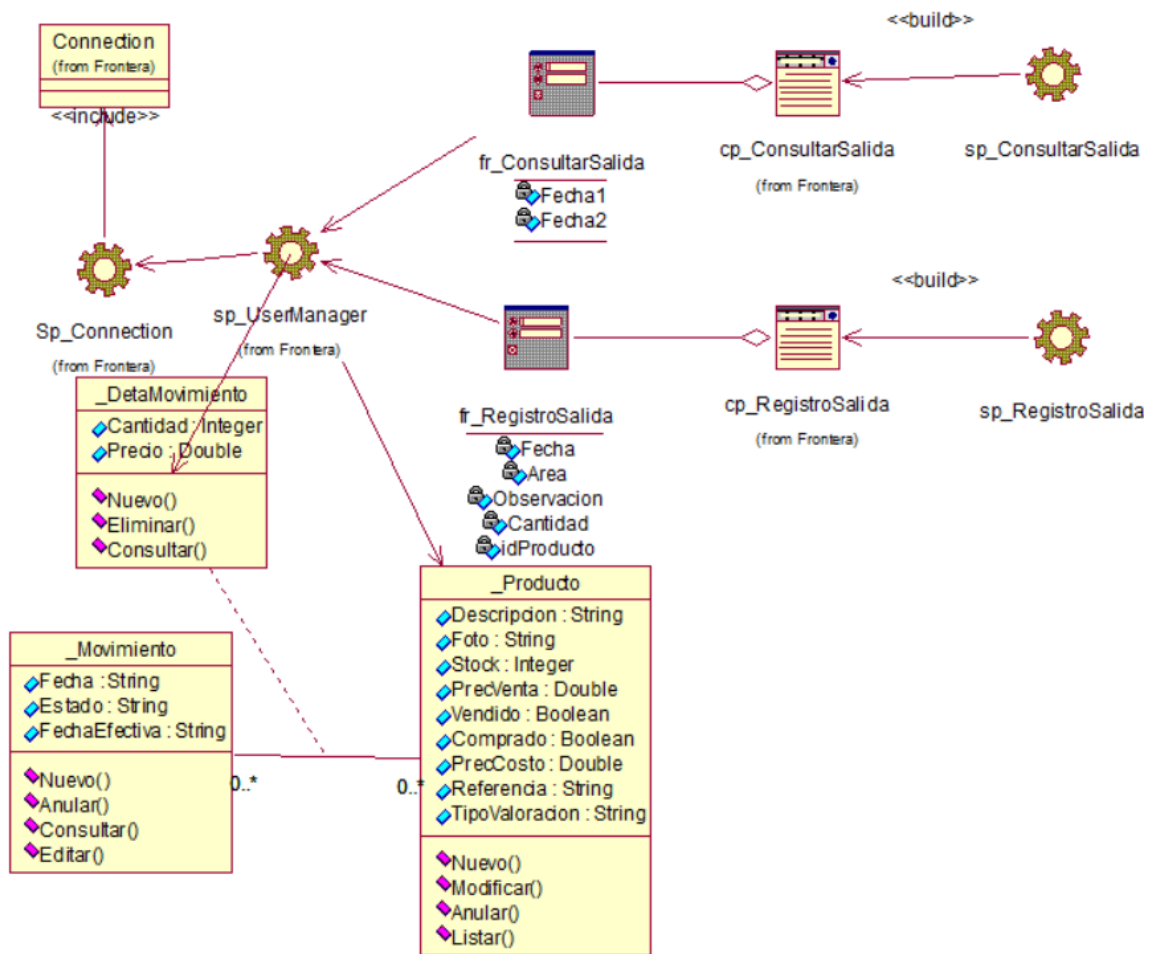 Connection
(from Frontera)
<<include>>
<<build>>
fr_ConsultarSalida
Fecha1
Fecha2
cp_ConsultarSalida
(from Frontera)
sp_ConsultarSalida
Sp_Connection
(from Frontera)
sp_UserManager
(from Frontera)
<<build>>
fr_RegistroSalida
Fecha
Area
Observacion
Cantidad
idProducto
cp_RegistroSalida
(from Frontera)
sp_RegistroSalida
_DetaMovimiento
Cantidad : Integer
Precio : Double
Nuevo()
Eliminar()
Consultar()
_Movimiento
Fecha : String
Estado : String
FechaEfectiva : String
Nuevo()
Anular()
Consultar()
Editar()
0..*
0..*
_Producto
Descripcion : String
Foto : String
Stock : Integer
PrecVenta : Double
Vendido : Boolean
Comprado : Boolean
PrecCosto : Double
Referencia : String
TipoValoracion : String
Nuevo()
Modificar()
Anular()
Listar()